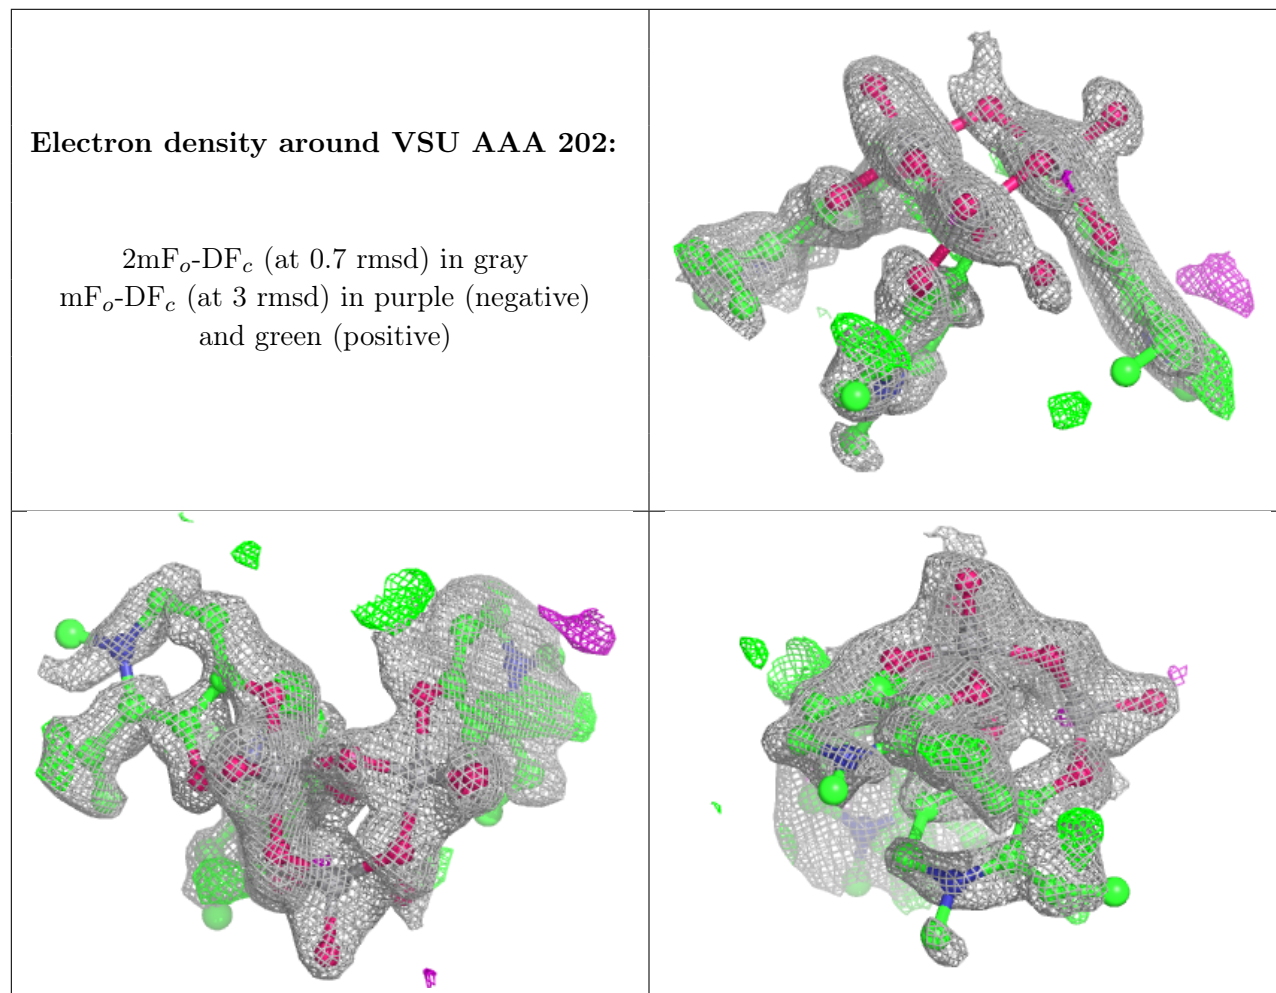 Electron density around VSU AAA 202:
2mF$_o$-DF$_c$ (at 0.7 rmsd) in gray
mF$_o$-DF$_c$ (at 3 rmsd) in purple (negative)
and green (positive)